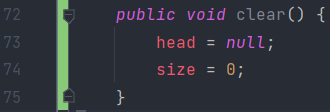 72 public void clear() {
73 head = null;
74 size = 0;
75 }